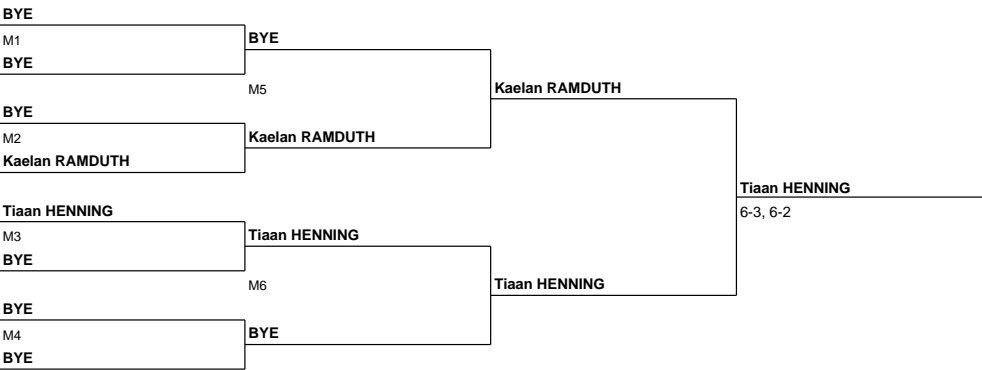 BYE
M1
BYE
BYE
M5
BYE
M2
Kaelan RAMDUTH
Kaelan RAMDUTH
Kaelan RAMDUTH
Tiaan HENNING
6-3, 6-2
Tiaan HENNING
M3
BYE
Tiaan HENNING
M6
Tiaan HENNING
BYE
M4
BYE
BYE